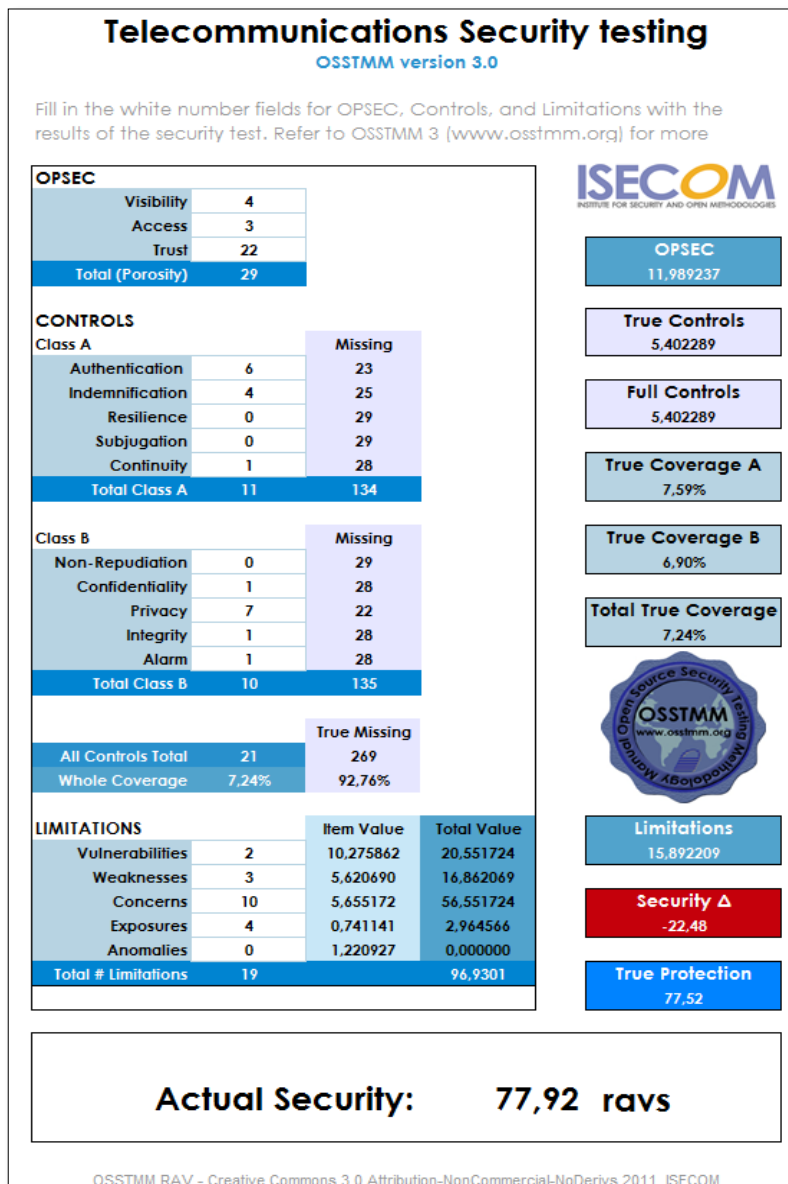 Telecommunications Security testing
OSSTMM version 3.0
Fill in the white number fields for OPSEC, Controls, and Limitations with the
results of the security test. Refer to OSSTMM 3 (www.osstmm.org) for more
OPSEC
Visibility 4
Access 3
Trust 22
Total (Porosity) 29
CONTROLS
Class A Missing
Authentication 6 23
Indemnification 4 25
Resilience 0 29
Subjugation 0 29
Continuity 1 28
Total Class A 11 134
Class B Missing
Non-Repudiation 0 29
Confidentiality 1 28
Privacy 7 22
Integrity 1 28
Alarm 1 28
Total Class B 10 135
True Missing
All Controls Total 21 269
Whole Coverage 7,24% 92,76%
LIMITATIONS Item Value Total Value
Vulnerabilities 2 10,275862 20,551724
Weaknesses 3 5,620690 16,862069
Concerns 10 5,655172 56,551724
Exposures 4 0,741141 2,964566
Anomalies 0 1,220927 0,000000
Total # Limitations 19 96,9301
ISECOM
INSTITUTE FOR SECURITY AND OPEN METHODOLOGIES
OPSEC
11,989237
True Controls
5,402289
Full Controls
5,402289
True Coverage A
7,59%
True Coverage B
6,90%
Total True Coverage
7,24%
Open Source Security Testing Methodology Manual
OSSTMM
www.osstmm.org
Limitations
15,892209
Security Δ
-22,48
True Protection
77,52
Actual Security: 77,92 ravs
OSSTMM RAV - Creative Commons 3.0 Attribution-NonCommercial-NoDerivs 2011, ISECOM